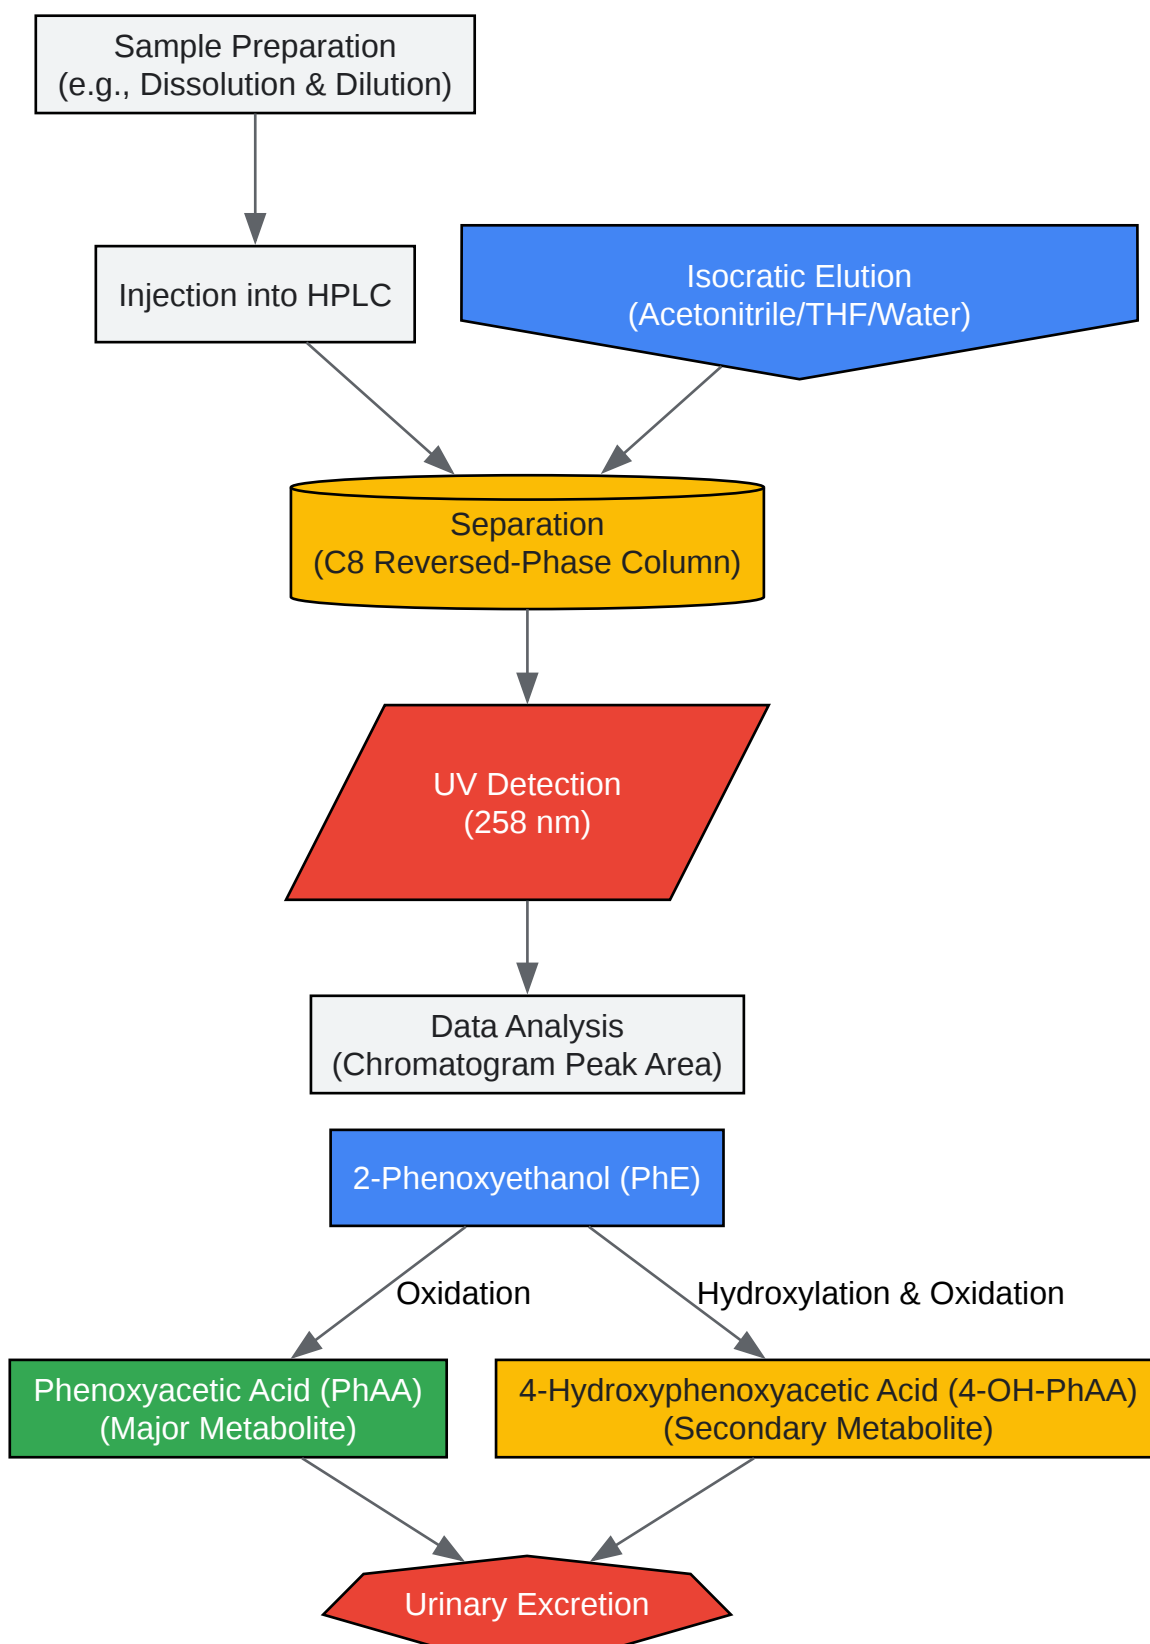 Sample Preparation
(e.g., Dissolution & Dilution)
Injection into HPLC
Isocratic Elution
(Acetonitrile/THF/Water)
Separation
(C8 Reversed-Phase Column)
UV Detection
(258 nm)
Data Analysis
(Chromatogram Peak Area)
2-Phenoxyethanol (PhE)
Oxidation
Hydroxylation & Oxidation
Phenoxyacetic Acid (PhAA)
(Major Metabolite)
4-Hydroxyphenoxyacetic Acid (4-OH-PhAA)
(Secondary Metabolite)
Urinary Excretion